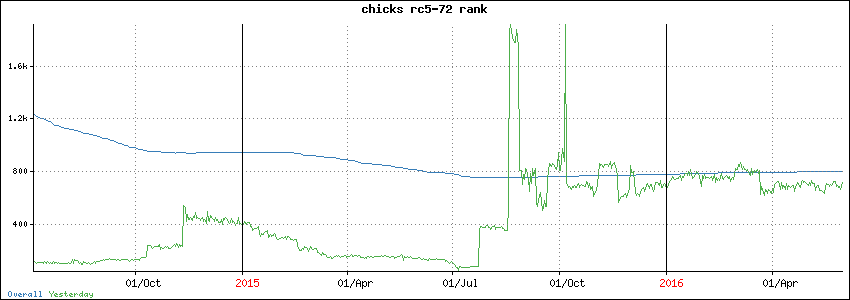 chicks rc5-72 rank
1.6k
1.2k
800
400
01/Oct 2015 01/Apr 01/Jul 01/Oct 2016 01/Apr
Overall Yesterday